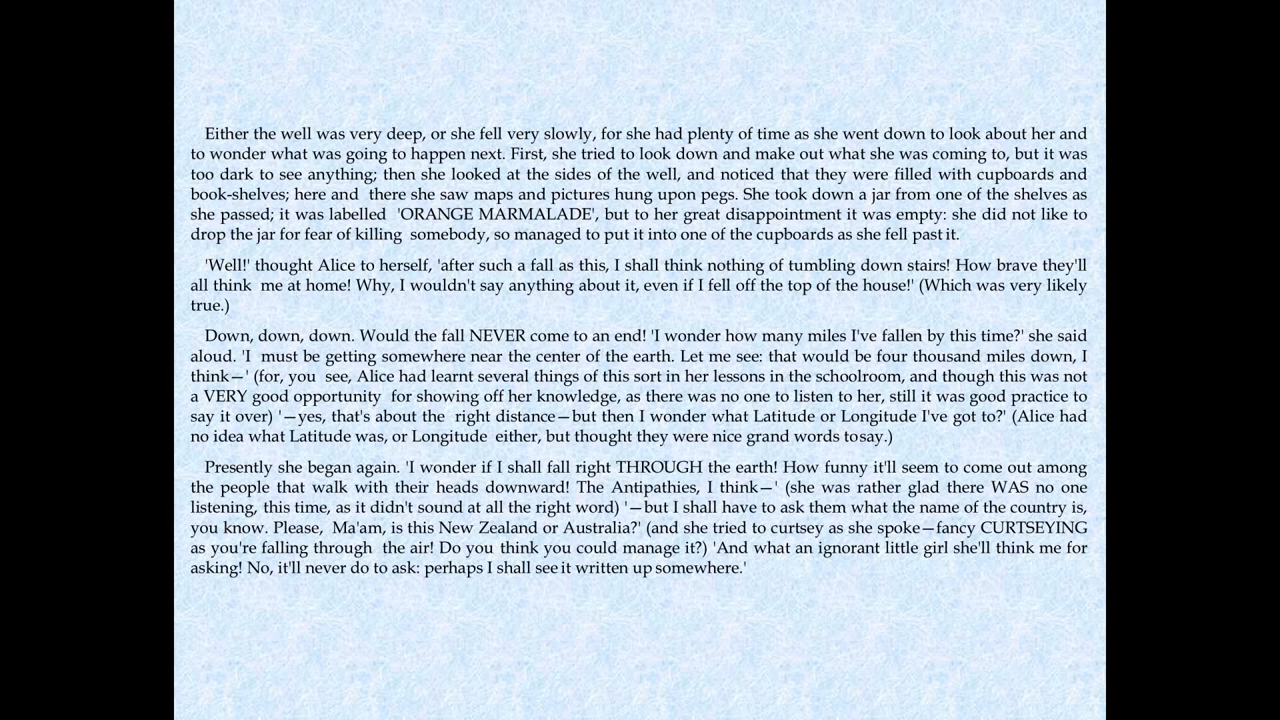 Either the well was very deep, or she fell very slowly, for she had plenty of time as she went down to look about her and
to wonder what was going to happen next. First, she tried to look down and make out what she was coming to, but it was
too dark to see anything; then she looked at the sides of the well, and noticed that they were filled with cupboards and
book-shelves; here and there she saw maps and pictures hung upon pegs. She took down a jar from one of the shelves as
she passed; it was labelled 'ORANGE MARMALADE', but to her great disappointment it was empty: she did not like to
drop the jar for fear of killing somebody, so managed to put it into one of the cupboards as she fell past it.
'Well!' thought Alice to herself, 'after such a fall as this, I shall think nothing of tumbling down stairs! How brave they'll
all think me at home! Why, I wouldn't say anything about it, even if I fell off the top of the house!' (Which was very likely
true.)
Down, down, down. Would the fall NEVER come to an end! 'I wonder how many miles I've fallen by this time?' she said
aloud. 'I must be getting somewhere near the center of the earth. Let me see: that would be four thousand miles down, I
think—' (for, you see, Alice had learnt several things of this sort in her lessons in the schoolroom, and though this was not
a VERY good opportunity for showing off her knowledge, as there was no one to listen to her, still it was good practice to
say it over) '—yes, that's about the right distance—but then I wonder what Latitude or Longitude I've got to?' (Alice had
no idea what Latitude was, or Longitude either, but thought they were nice grand words to say.)
Presently she began again. 'I wonder if I shall fall right THROUGH the earth! How funny it'll seem to come out among
the people that walk with their heads downward! The Antipathies, I think—' (she was rather glad there WAS no one
listening, this time, as it didn't sound at all the right word) '—but I shall have to ask them what the name of the country is,
you know. Please, Ma'am, is this New Zealand or Australia?' (and she tried to curtsey as she spoke—fancy CURTSEYING
as you're falling through the air! Do you think you could manage it?) 'And what an ignorant little girl she'll think me for
asking! No, it'll never do to ask: perhaps I shall see it written up somewhere.'